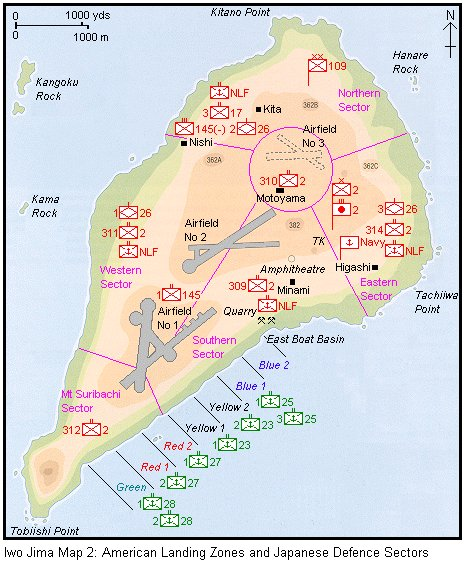 0 1000 yds
0 1000 m
Kitano Point
N
Kangoku
Rock
Hanare
Rock
109
Northern
Sector
NLF
3 17
Kita
362B
145(-) 2 26
Nishi
Airfield
No 3
362A
362C
310 2
Motoyama
2
2
Kama
Rock
1 26
311 2
NLF
Western
Sector
Airfield
No 2
382
TK
3 26
314 2
NLF
Navy
Higashi
Eastern
Sector
Amphitheatre
Minami
309 2
NLF
Quarry
Tachiiwa
Point
1 145
Airfield
No 1
Southern
Sector
East Boat Basin
Mt Suribachi
Sector
312 2
Blue 2
Blue 1
Yellow 2
Yellow 1
Red 2
Red 1
Green
1 25
3 25
2 23
1 23
1 27
2 27
1 28
2 28
Tobiishi Point
Iwo Jima Map 2: American Landing Zones and Japanese Defence Sectors